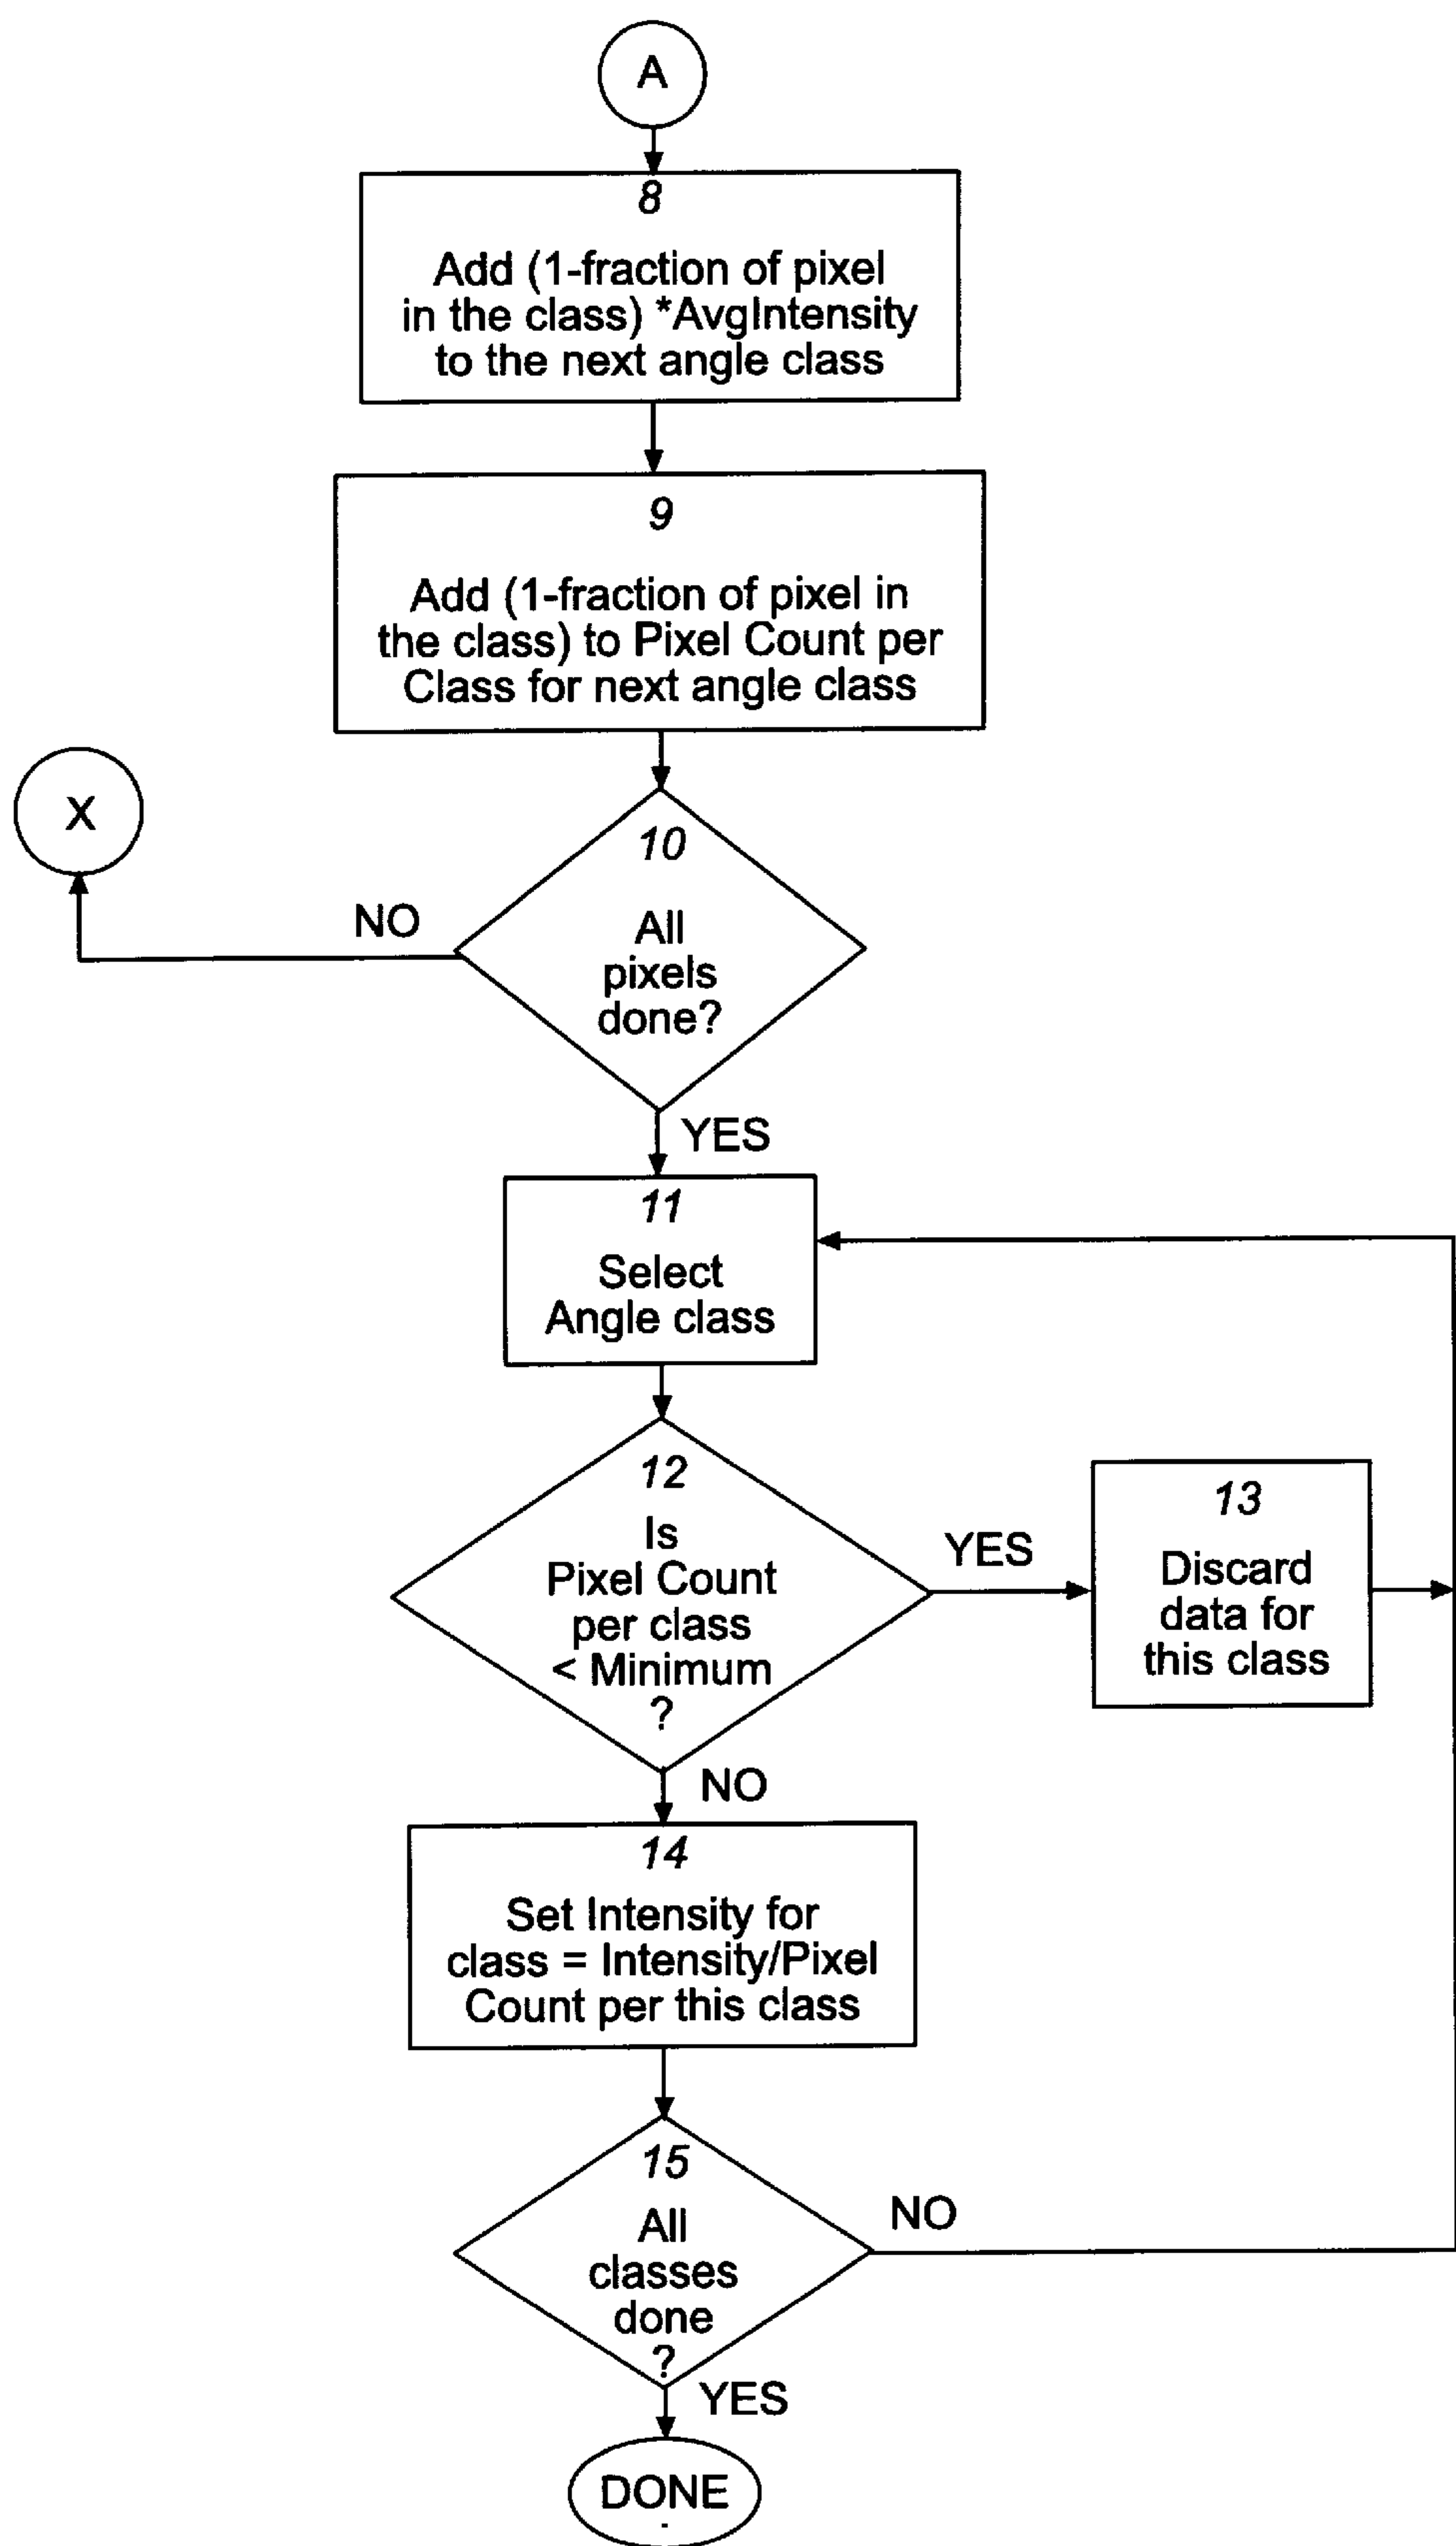 A
8
Add (1-fraction of pixel
in the class) *AvgIntensity
to the next angle class
9
Add (1-fraction of pixel in
the class) to Pixel Count per
Class for next angle class
X
10
All
pixels
done?
NO
YES
11
Select
Angle class
12
Is
Pixel Count
per class
< Minimum
?
YES
13
Discard
data for
this class
NO
14
Set Intensity for
class = Intensity/Pixel
Count per this class
15
All
classes
done
?
NO
YES
DONE